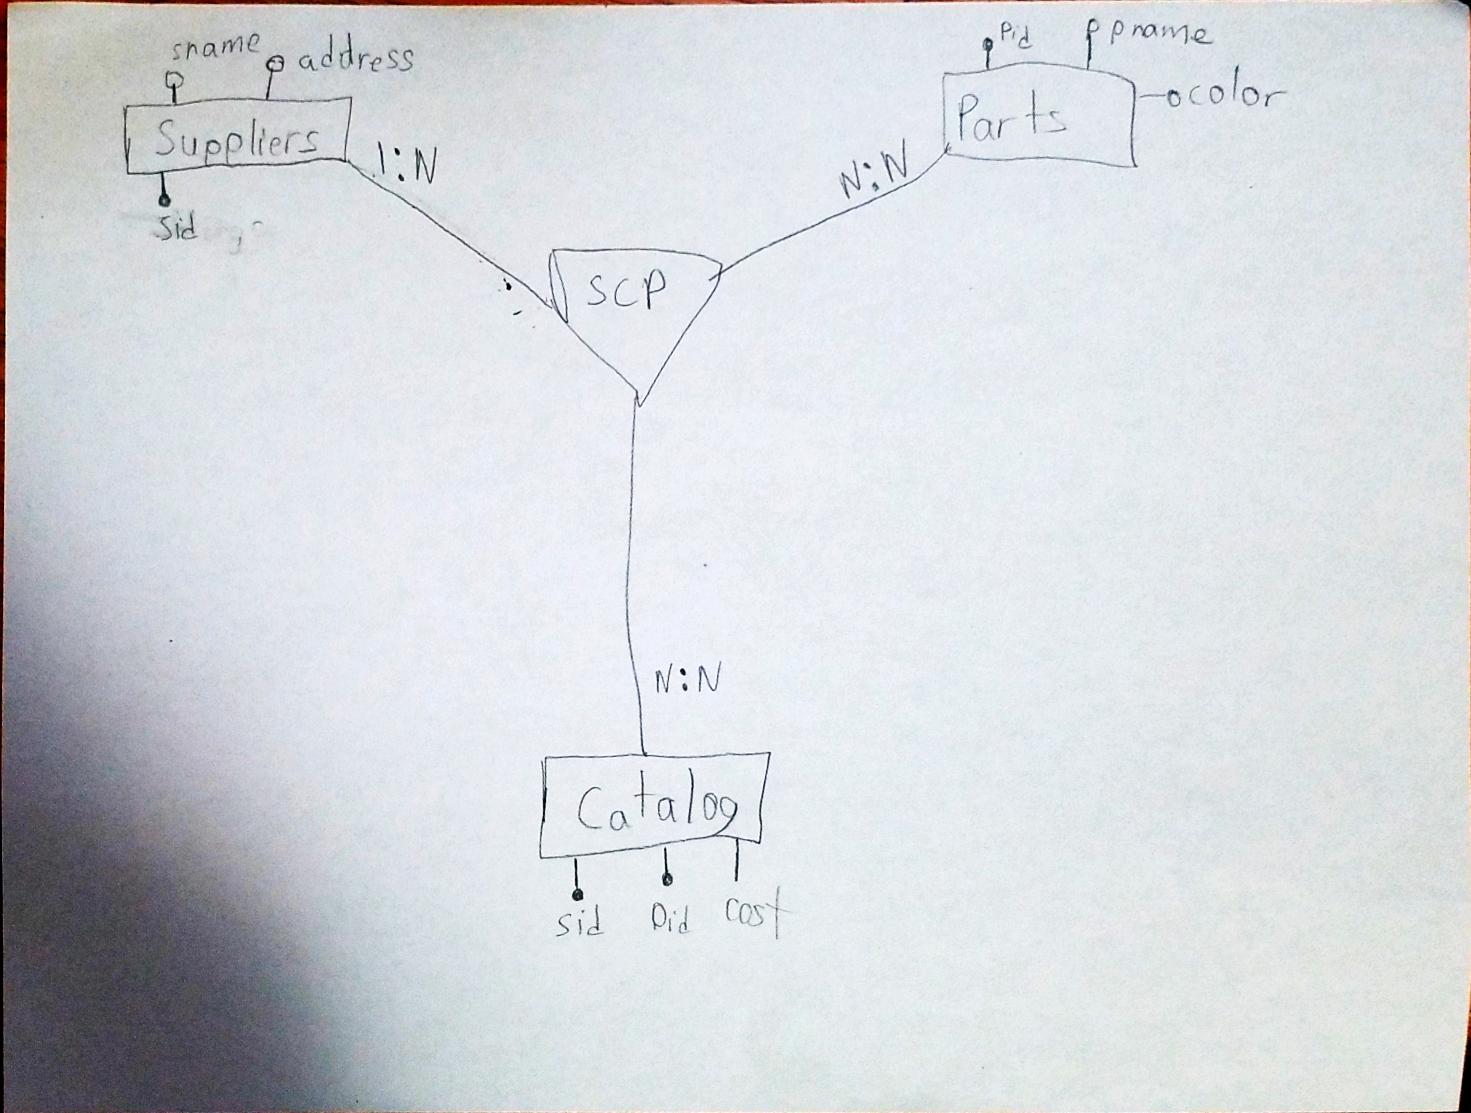 sname
address
Suppliers
sid
1:N
Pid
pname
Parts
color
N:N
SCP
N:N
Catalog
sid
Pid
cost